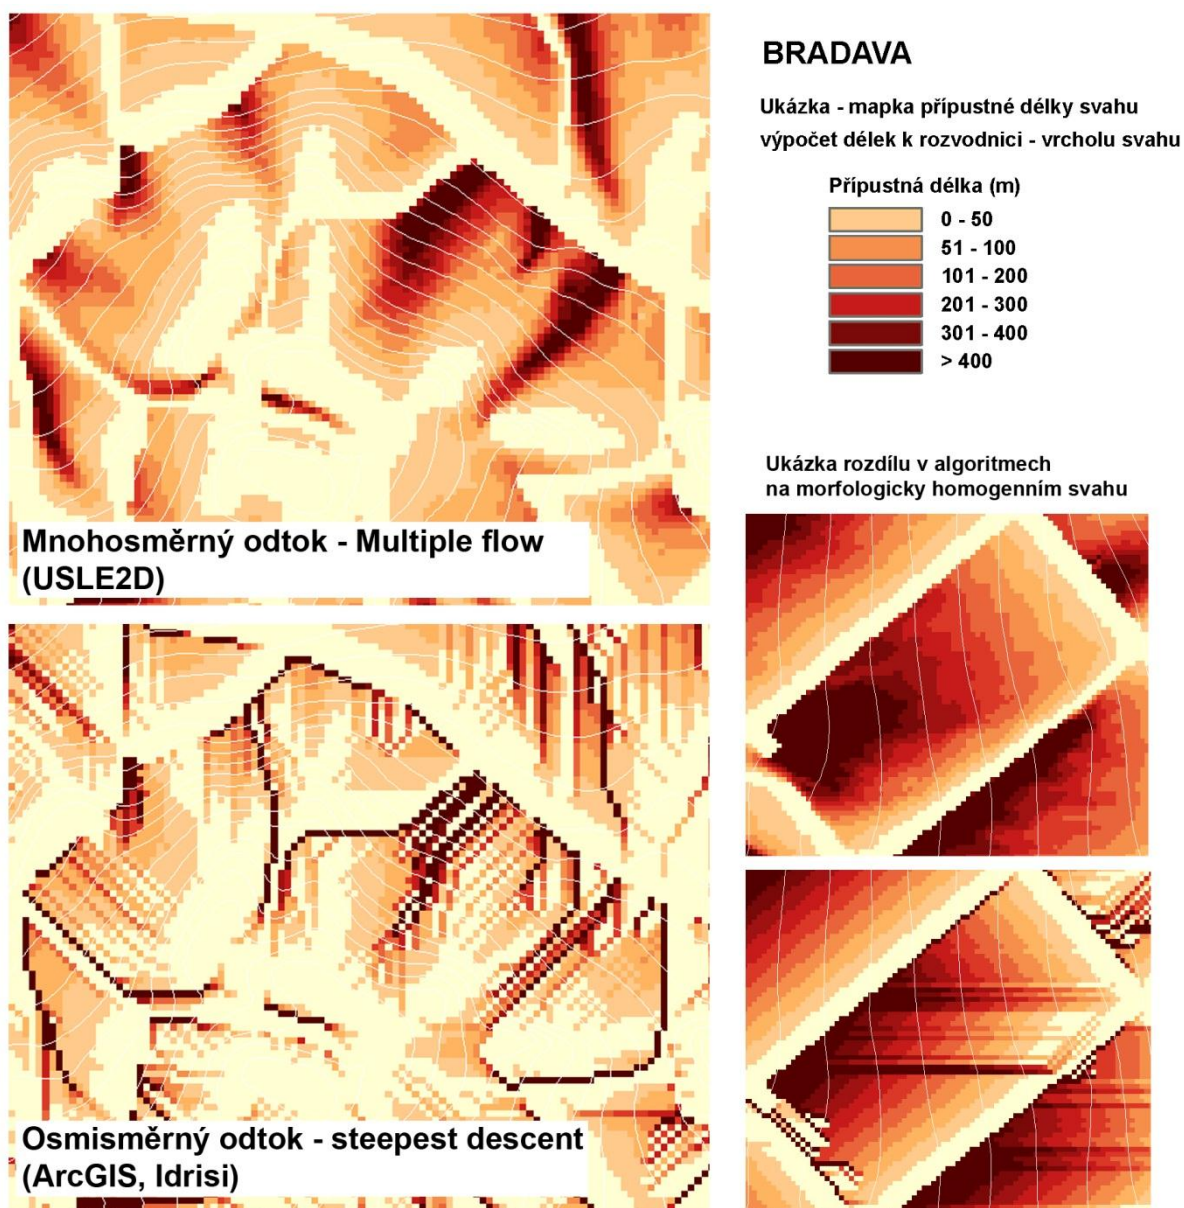 BRADAVA
Ukázka - mapka přípustné délky svahu
výpočet délek k rozvodnici - vrcholu svahu
Přípustná délka (m)
0 - 50
51 - 100
101 - 200
201 - 300
301 - 400
> 400
Ukázka rozdílu v algoritmech
na morfologicky homogenním svahu
Mnohosměrný odtok - Multiple flow
(USLE2D)
Osmisměrný odtok - steepest descent
(ArcGIS, Idrisi)